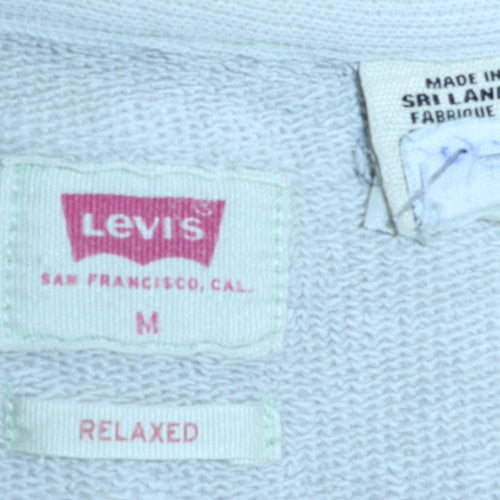 MADE IN
SRI LAN
FABRIQUE
Levi's®
SAN FRANCISCO, CAL.
M
RELAXED